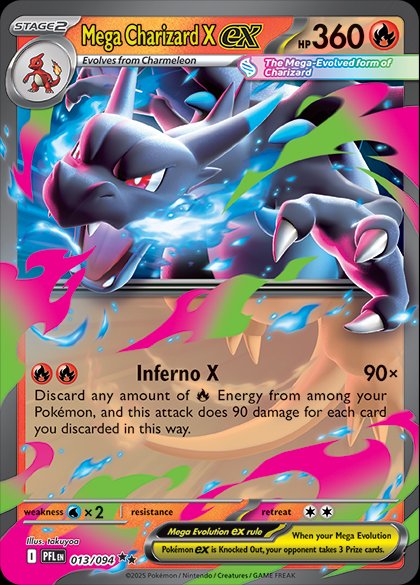 STAGE2
Mega Charizard X ex
HP 360
Evolves from Charmeleon
The Mega-Evolved form of
Charizard
Inferno X 90×
Discard any amount of Energy from among your
Pokémon, and this attack does 90 damage for each card
you discarded in this way.
weakness ×2 resistance retreat
Illus. takuyoa
Mega Evolution ex rule
When your Mega Evolution
Pokémon ex is Knocked Out, your opponent takes 3 Prize cards.
I PFL EN 013/094
©2025 Pokémon / Nintendo / Creatures / GAME FREAK